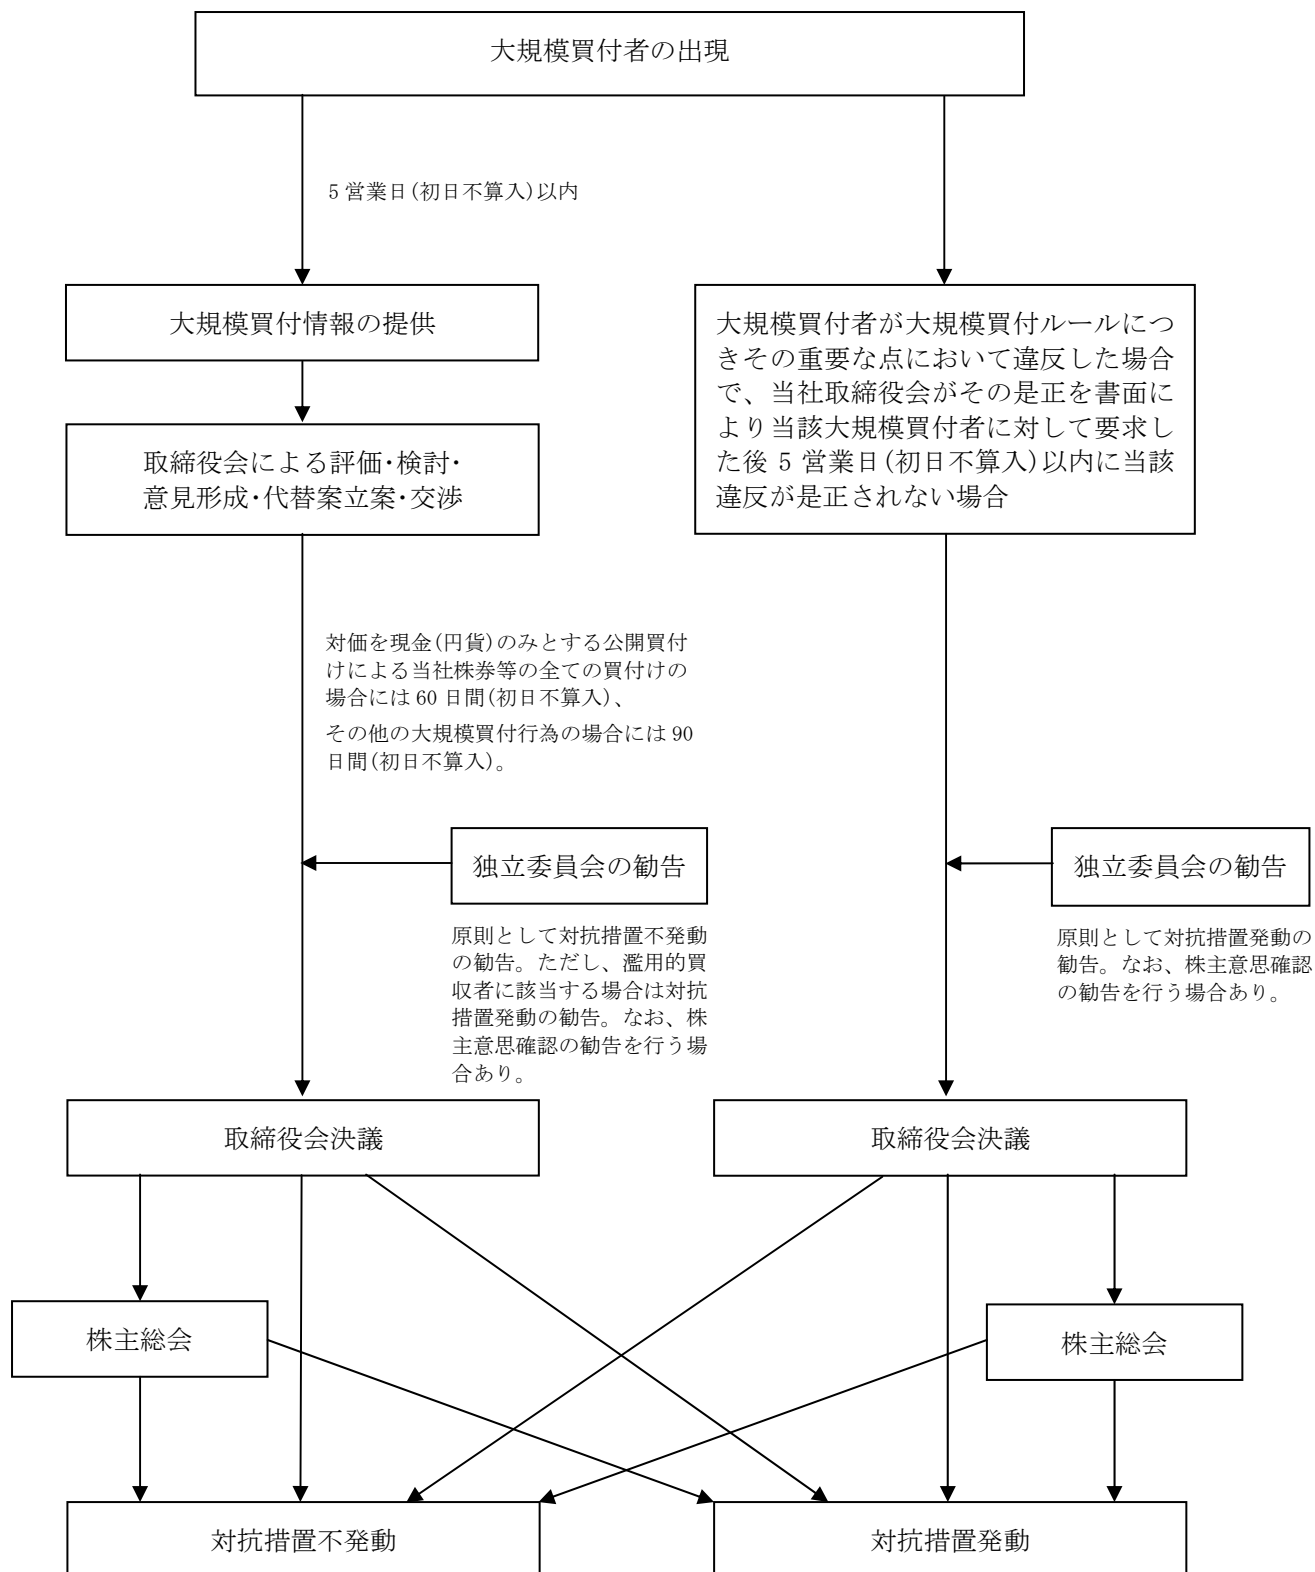 大規模買付者の出現
5 営業日(初日不算入)以内
大規模買付情報の提供
取締役会による評価・検討・
意見形成・代替案立案・交渉
大規模買付者が大規模買付ルールにつ
きその重要な点において違反した場合
で、当社取締役会がその是正を書面に
より当該大規模買付者に対して要求し
た後 5 営業日(初日不算入)以内に当該
違反が是正されない場合
対価を現金(円貨)のみとする公開買付
けによる当社株券等の全ての買付けの
場合には 60 日間(初日不算入)、
その他の大規模買付行為の場合には 90
日間(初日不算入)。
独立委員会の勧告
原則として対抗措置不発動
の勧告。ただし、濫用的買
収者に該当する場合は対抗
措置発動の勧告。なお、株
主意思確認の勧告を行う場
合あり。
独立委員会の勧告
原則として対抗措置発動の
勧告。なお、株主意思確認
の勧告を行う場合あり。
取締役会決議
取締役会決議
株主総会
株主総会
対抗措置不発動
対抗措置発動